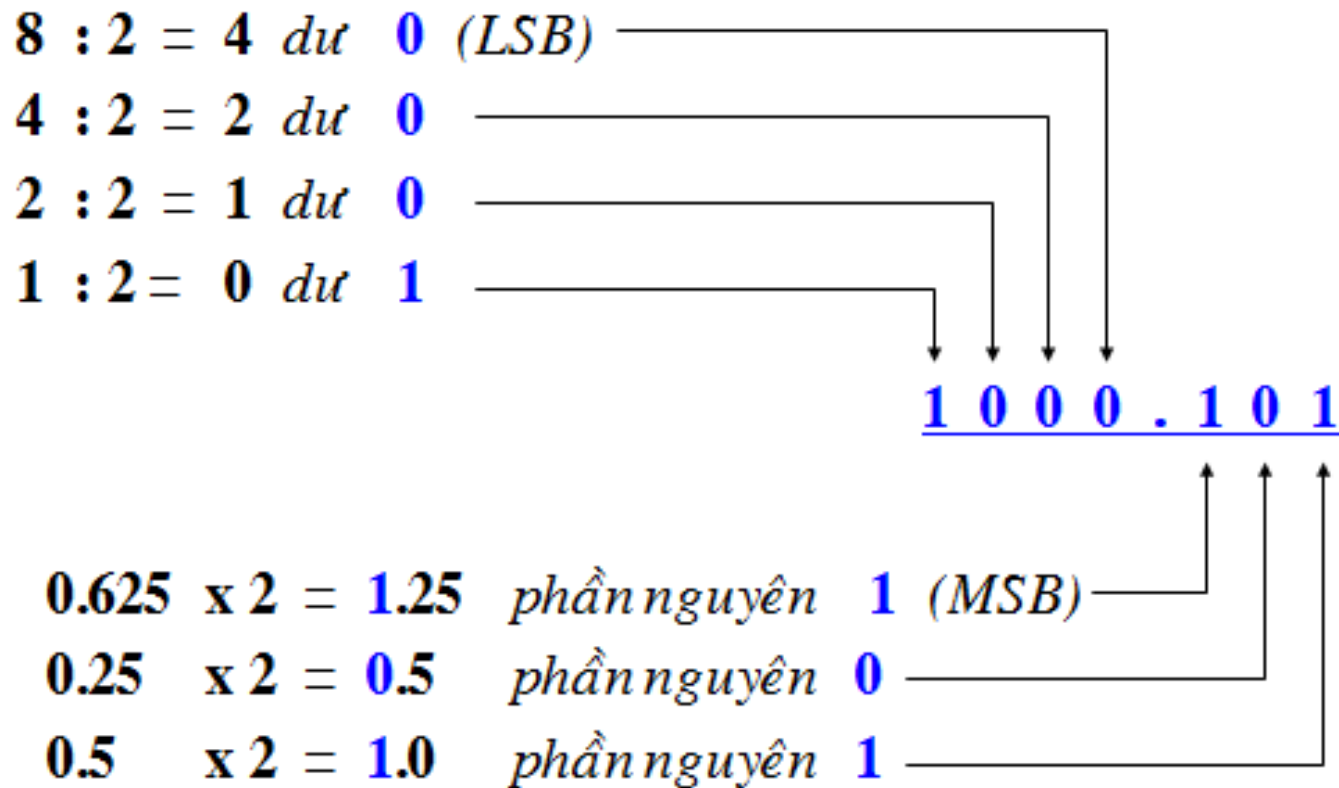 8 : 2 = 4 dư 0 (LSB)
4 : 2 = 2 dư 0
2 : 2 = 1 dư 0
1 : 2 = 0 dư 1
1 0 0 0 . 1 0 1
0.625 x 2 = 1.25 phần nguyên 1 (MSB)
0.25 x 2 = 0.5 phần nguyên 0
0.5 x 2 = 1.0 phần nguyên 1